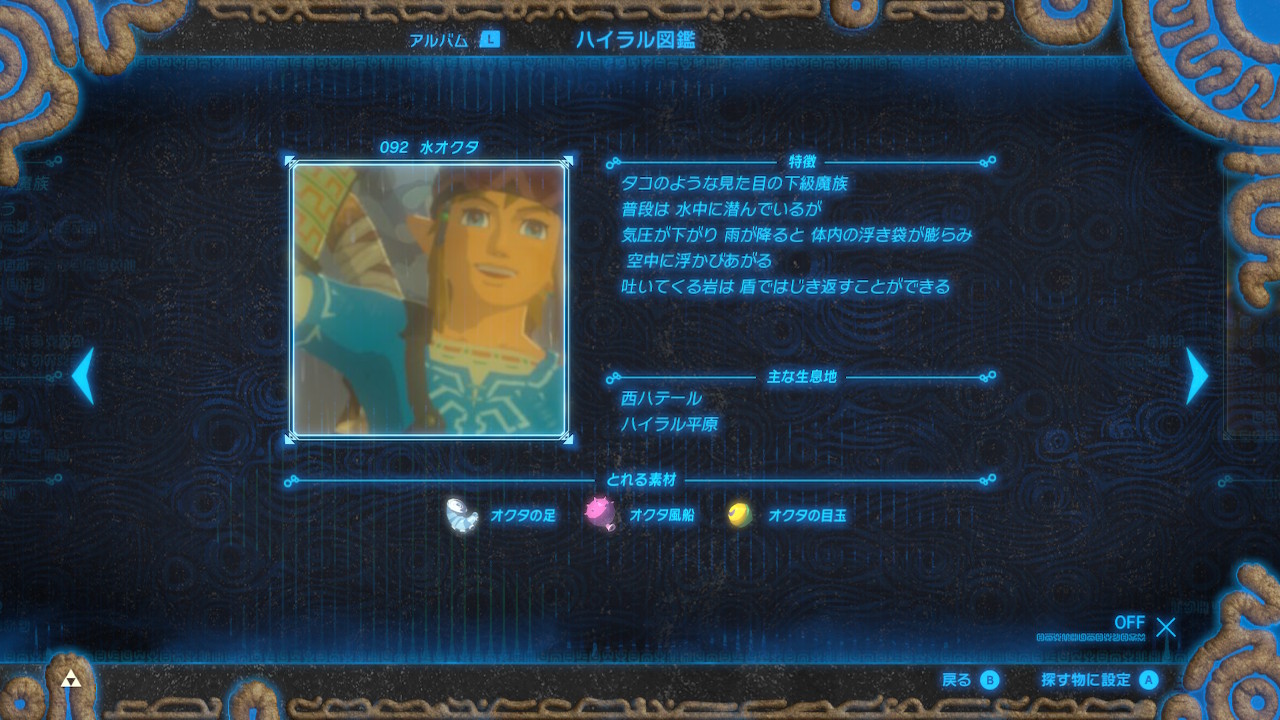 アルバム L
ハイラル図鑑
092 水オクタ
特徴
タコのような見た目の下級魔族
普段は 水中に潜んでいるが
気圧が下がり 雨が降ると 体内の浮き袋が膨らみ
空中に浮かびあがる
吐いてくる岩は 盾ではじき返すことができる
主な生息地
西ハテール
ハイラル平原
とれる素材
オクタの足 オクタ風船 オクタの目玉
OFF
戻る B 探す物に設定 A